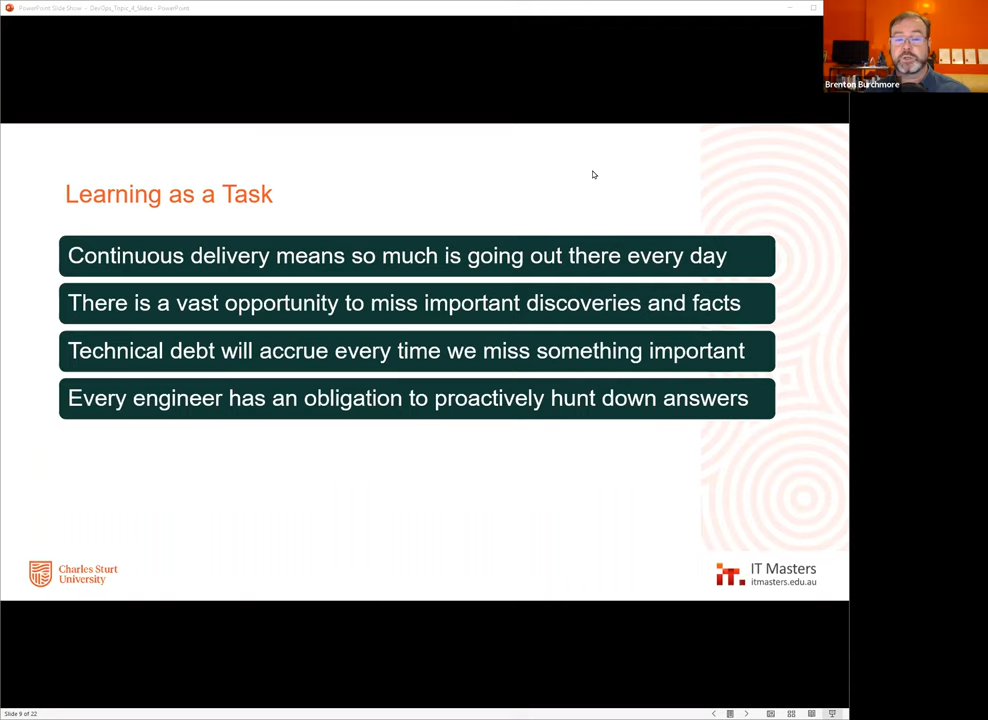 PowerPoint Slide Show - DevOps_Topic_4_Slides - PowerPoint
Brenton Burchmore
Learning as a Task
Continuous delivery means so much is going out there every day
There is a vast opportunity to miss important discoveries and facts
Technical debt will accrue every time we miss something important
Every engineer has an obligation to proactively hunt down answers
Charles Sturt
University
IT Masters
itmasters.edu.au
Slide 9 of 22